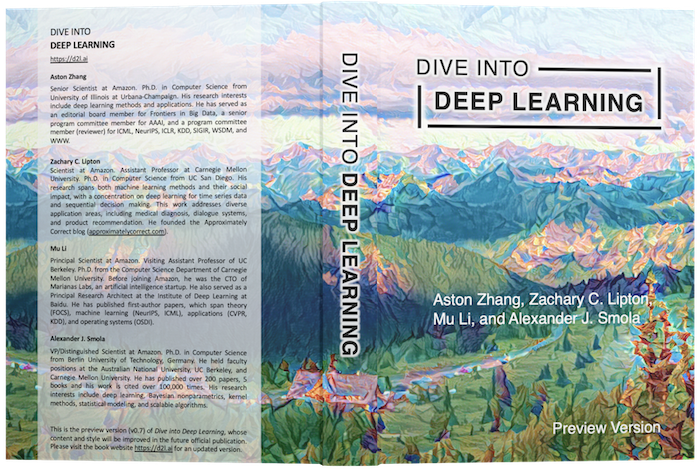 DIVE INTO
DEEP LEARNING
https://d2l.ai
Aston Zhang
Senior Scientist at Amazon. Ph.D. in Computer Science from
University of Illinois at Urbana-Champaign. His research interests
include deep learning methods and applications. He has served as
an editorial board member for Frontiers in Big Data, a senior
program committee member for AAAI, and a program committee
member (reviewer) for ICML, NeurIPS, ICLR, KDD, SIGIR, WSDM, and
WWW.
Zachary C. Lipton
Scientist at Amazon. Assistant Professor at Carnegie Mellon
University. Ph.D. in Computer Science from UC San Diego. His
research spans both machine learning methods and their social
impact, with a concentration on deep learning for time series data
and sequential decision making. This work addresses diverse
application areas, including medical diagnosis, dialogue systems,
and product recommendation. He founded the Approximately
Correct blog (approximatelycorrect.com).
Mu Li
Principal Scientist at Amazon. Visiting Assistant Professor of UC
Berkeley. Ph.D. from the Computer Science Department of Carnegie
Mellon University. Before joining Amazon, he was the CTO of
Marianas Labs, an artificial intelligence startup. He also served as a
Principal Research Architect at the Institute of Deep Learning at
Baidu. He has published first-author papers, which span theory
(FOCS), machine learning (NeurIPS, ICML), applications (CVPR,
KDD), and operating systems (OSDI).
Alexander J. Smola
VP/Distinguished Scientist at Amazon. Ph.D. in Computer Science
from Berlin University of Technology, Germany. He held faculty
positions at the Australian National University, UC Berkeley, and
Carnegie Mellon University. He has published over 200 papers, 5
books and his work is cited over 100,000 times. His research
interests include deep learning, Bayesian nonparametrics, kernel
methods, statistical modeling, and scalable algorithms.
This is the preview version (v0.7) of Dive into Deep Learning, whose
content and style will be improved in the future official publication.
Please visit the book website https://d2l.ai for an updated version.
DIVE INTO DEEP LEARNING
DIVE INTO
DEEP LEARNING
Aston Zhang, Zachary C. Lipton,
Mu Li, and Alexander J. Smola
Preview Version